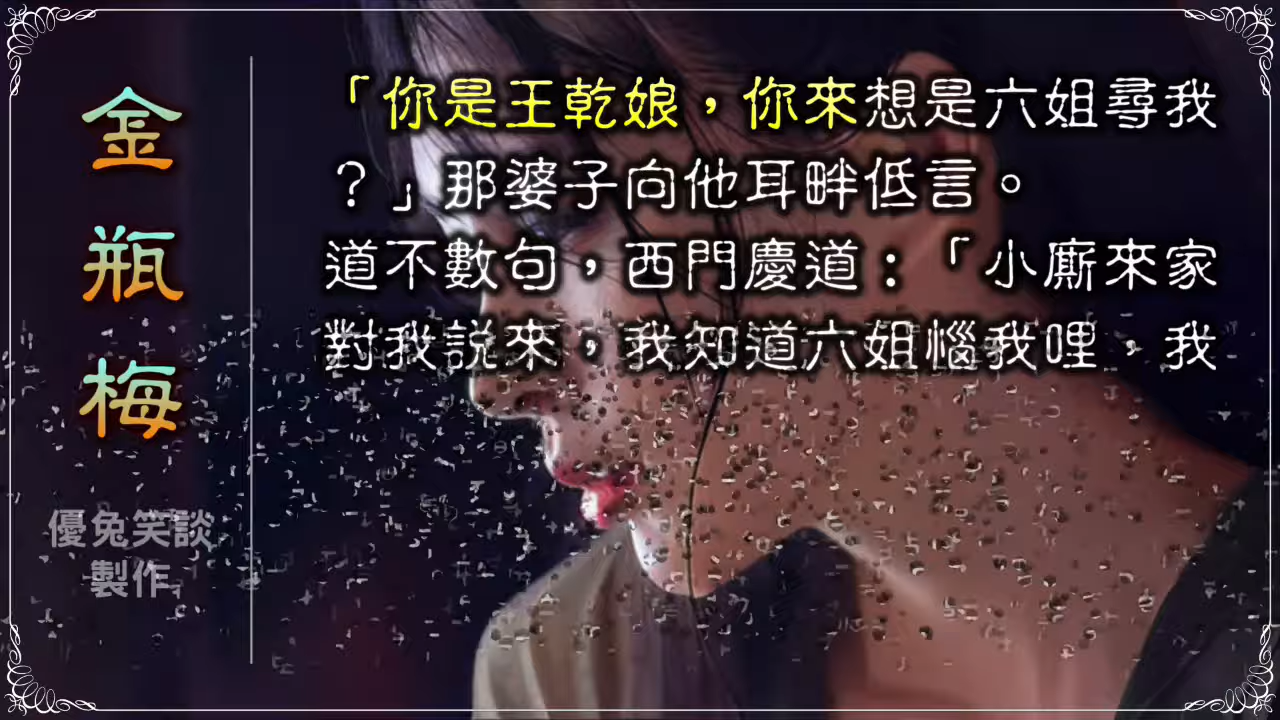 金瓶梅
優兔笑談
製作
「你是王乾娘，你來想是六姐尋我
？」那婆子向他耳畔低言。
道不數句，西門慶道：「小廝來家
對我說來，我知道六姐惱我哩，我